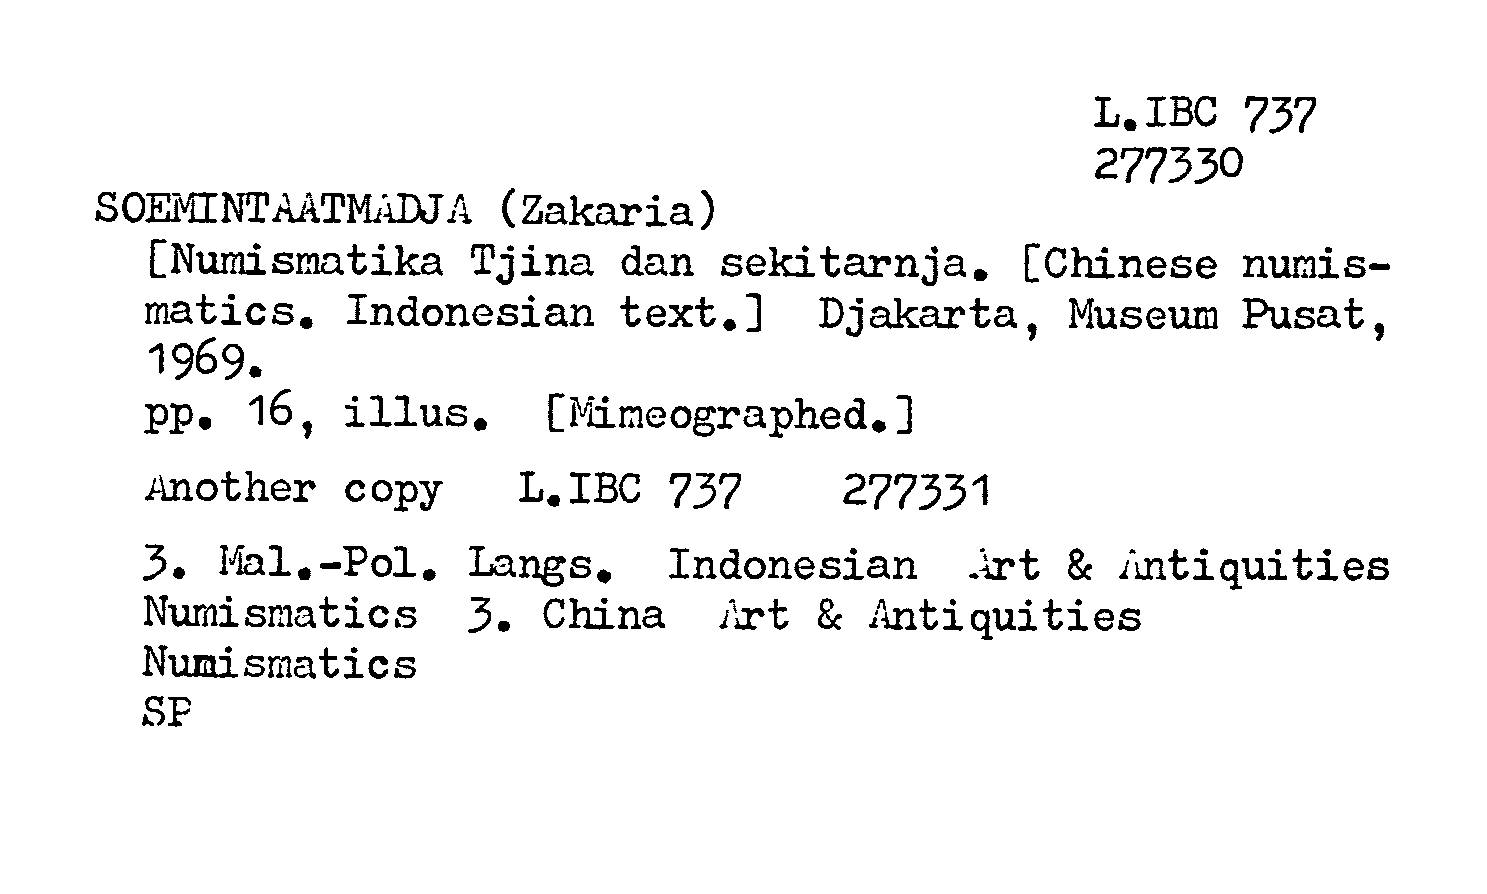 L.IBC 737
277330
SOEMINTAATMADJA (Zakaria)
[Numismatika Tjina dan sekitarnja. [Chinese numis-
matics. Indonesian text.] Djakarta, Museum Pusat,
1969.
pp. 16, illus. [Mimeographed.]
Another copy L.IBC 737 277331
3. Mal.-Pol. Langs. Indonesian Art & Antiquities
Numismatics 3. China Art & Antiquities
Numismatics
SP